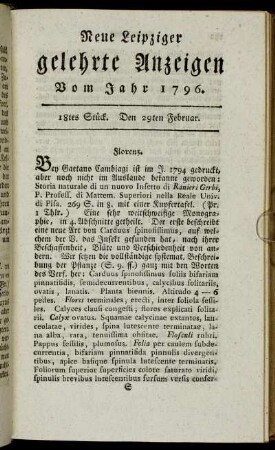 Neue Leipziger
gelehrte Anzeigen
Vom Jahr 1796.
18tes Stück. Den 29sten Februar.
Florenz.
Bey Gaetano Cambiagi ist im J. 1794 gedruckt,
aber noch nicht im Auslande bekannt geworden:
Storia naturale di un nuovo Insetto di Ranieri Gerbi,
P. Profess. di Matem. Superiori nella Reale Univ.
di Pisa. 269 S. in 8. mit einer Kupfertafel. (Pr.
1 Thlr.) Eine sehr weitschweifige Monogra-
phie, in 4 Abschnitte getheilt. Der erste beschreibt
eine neue Art von Carduus spinosissimus, auf wel-
chem der V. das Insekt gefunden hat, nach ihrer
Beschaffenheit, Blüte und Verschiedenheit von an-
dern. Wir setzen die vollständige systemat. Beschrei-
bung der Pflanze (S. 9. ff.) ganz mit den Worten
des Verf. her: Carduus spinosissimus foliis bifariam
pinnatifidis, semidecurrentibus, calycibus solitariis,
ovatis, lanatis. Planta biennis. Altitudo 4 — 6
pedes. Flores terminales, erecti, inter foliola sessi-
les. Calyces clausi congesti; flores explicati solita-
rii. Calyx ovatus. Squamae calycinae extantes, lan-
ceolatae, virides, spina lutescente terminatae, la-
na alba, rara, tenuissima obsitae. Flosculi rubri.
Pappus sessilis, plumosus. Folia per caulem subde-
currentia, bifariam pinnatifidis pinnulis divergenti-
bus, apice basique spinula lutescente terminatis.
Foliorum superior superficies colore saturato viridi,
spinulis brevibus lutescentibus sursum versis confer-
S